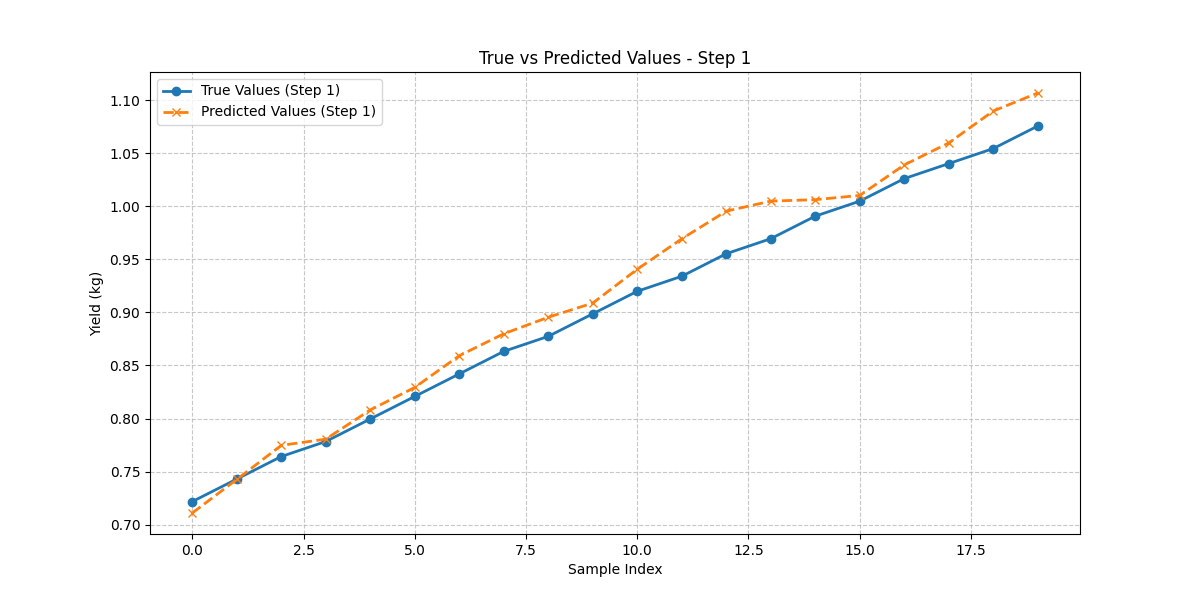 True vs Predicted Values - Step 1
True Values (Step 1)
Predicted Values (Step 1)
Yield (kg)
1.10
1.05
1.00
0.95
0.90
0.85
0.80
0.75
0.70
0.0 2.5 5.0 7.5 10.0 12.5 15.0 17.5
Sample Index